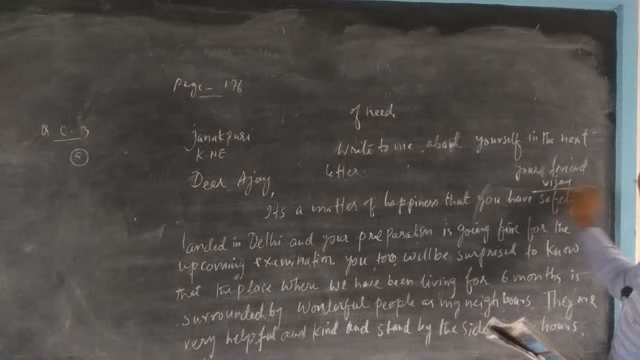 Page - 176
Q C. 3
of need.
Janakpuri
Write to me about yourself in the next
K. NE
letter.
your friend
Vijay
Dear Ajay,
Its a matter of happiness that you have safely
landed in Delhi and your preparation is going fine for the
upcoming examination you, too, will be surprised to know
that the place where we have been living for 6 months is
surrounded by wonderful people as my neighbours. They are
very helpful and kind and stand by the side hours.